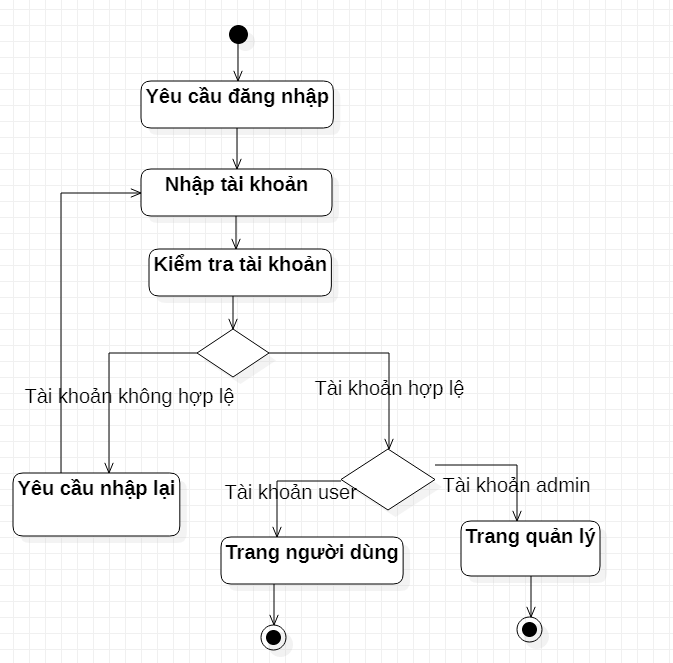 Yêu cầu đăng nhập
Nhập tài khoản
Kiểm tra tài khoản
Tài khoản không hợp lệ
Tài khoản hợp lệ
Yêu cầu nhập lại
Tài khoản user
Tài khoản admin
Trang người dùng
Trang quản lý